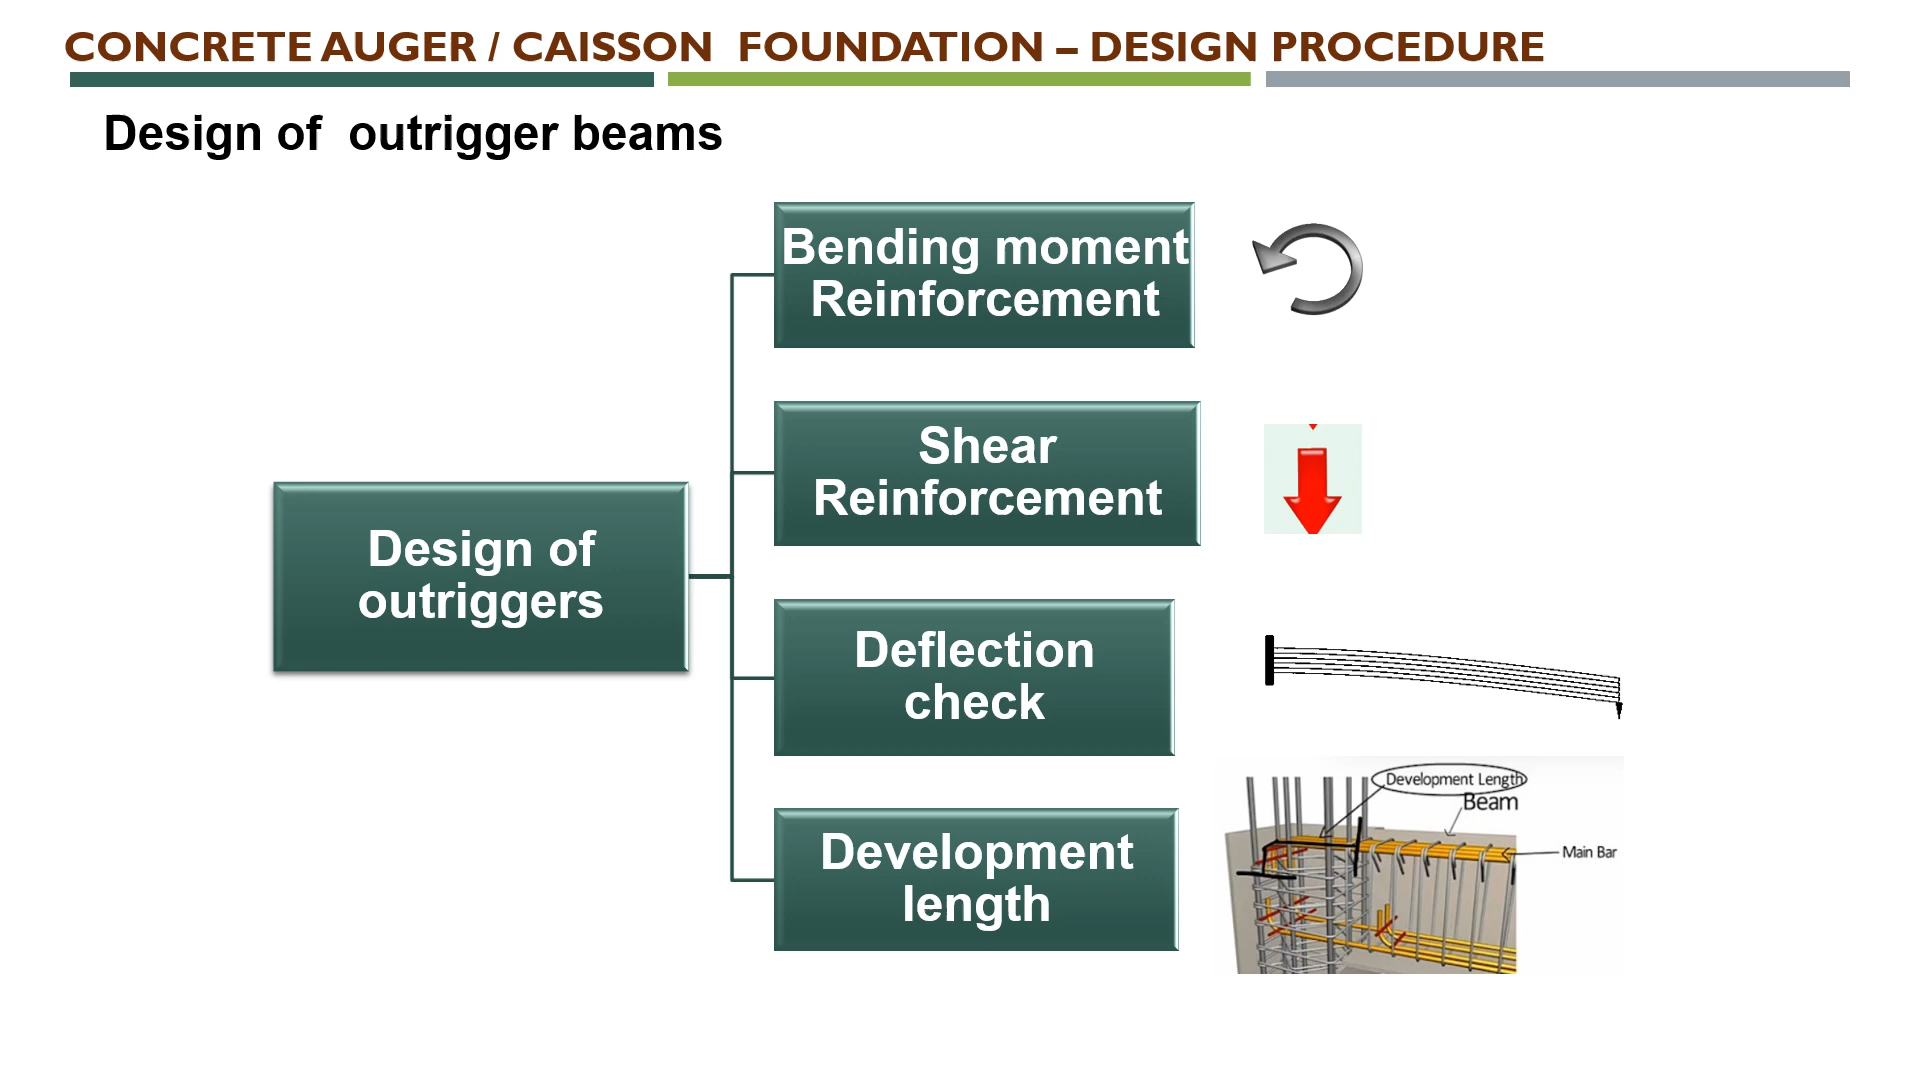 CONCRETE AUGER / CAISSON FOUNDATION – DESIGN PROCEDURE
Design of outrigger beams
Design of
outriggers
Bending moment
Reinforcement
Shear
Reinforcement
Deflection
check
Development
length
Development Length
Beam
Main Bar